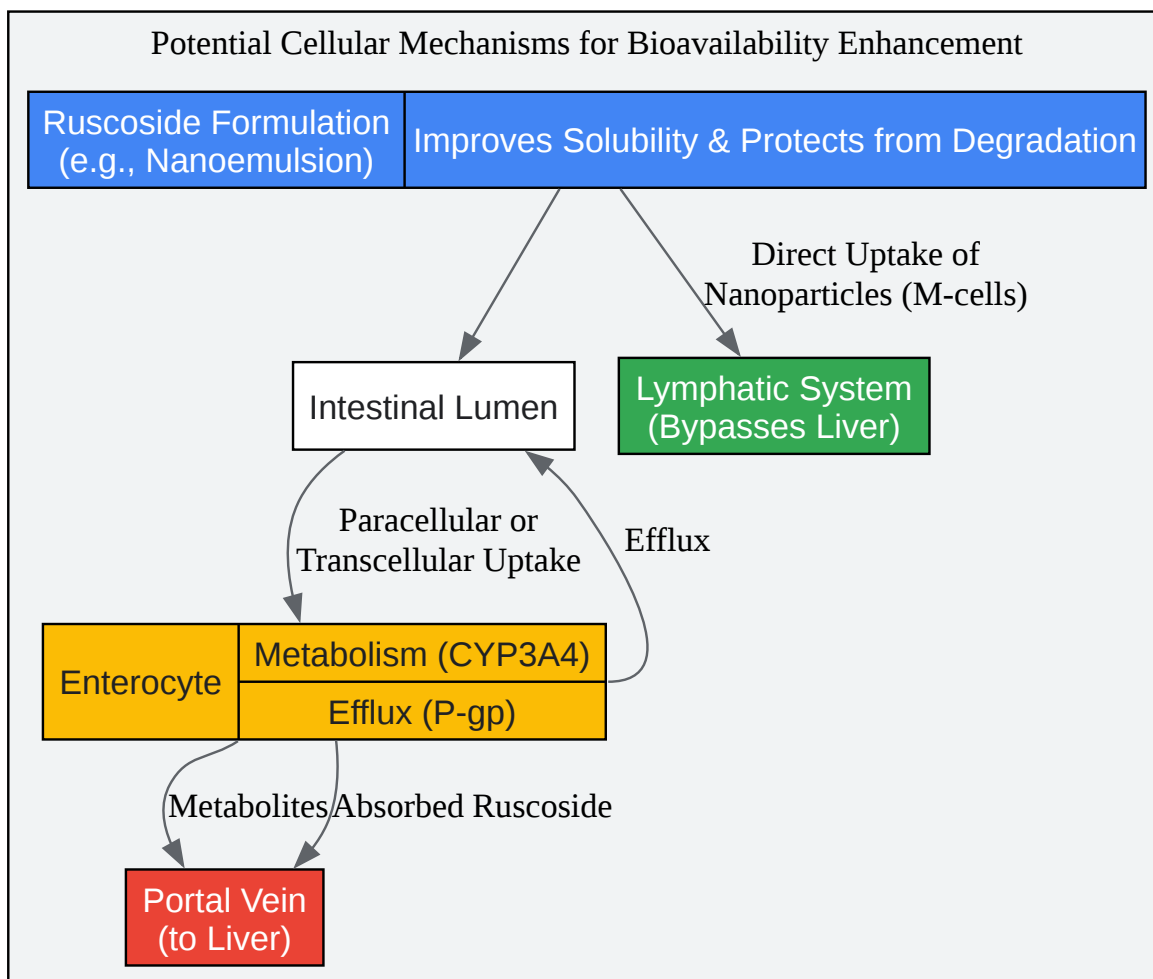 Potential Cellular Mechanisms for Bioavailability Enhancement
Ruscoside Formulation
(e.g., Nanoemulsion)
Improves Solubility & Protects from Degradation
Direct Uptake of
Nanoparticles (M-cells)
Intestinal Lumen
Lymphatic System
(Bypasses Liver)
Paracellular or
Transcellular Uptake
Efflux
Enterocyte
Metabolism (CYP3A4)
Efflux (P-gp)
Metabolites
Absorbed Ruscoside
Portal Vein
(to Liver)